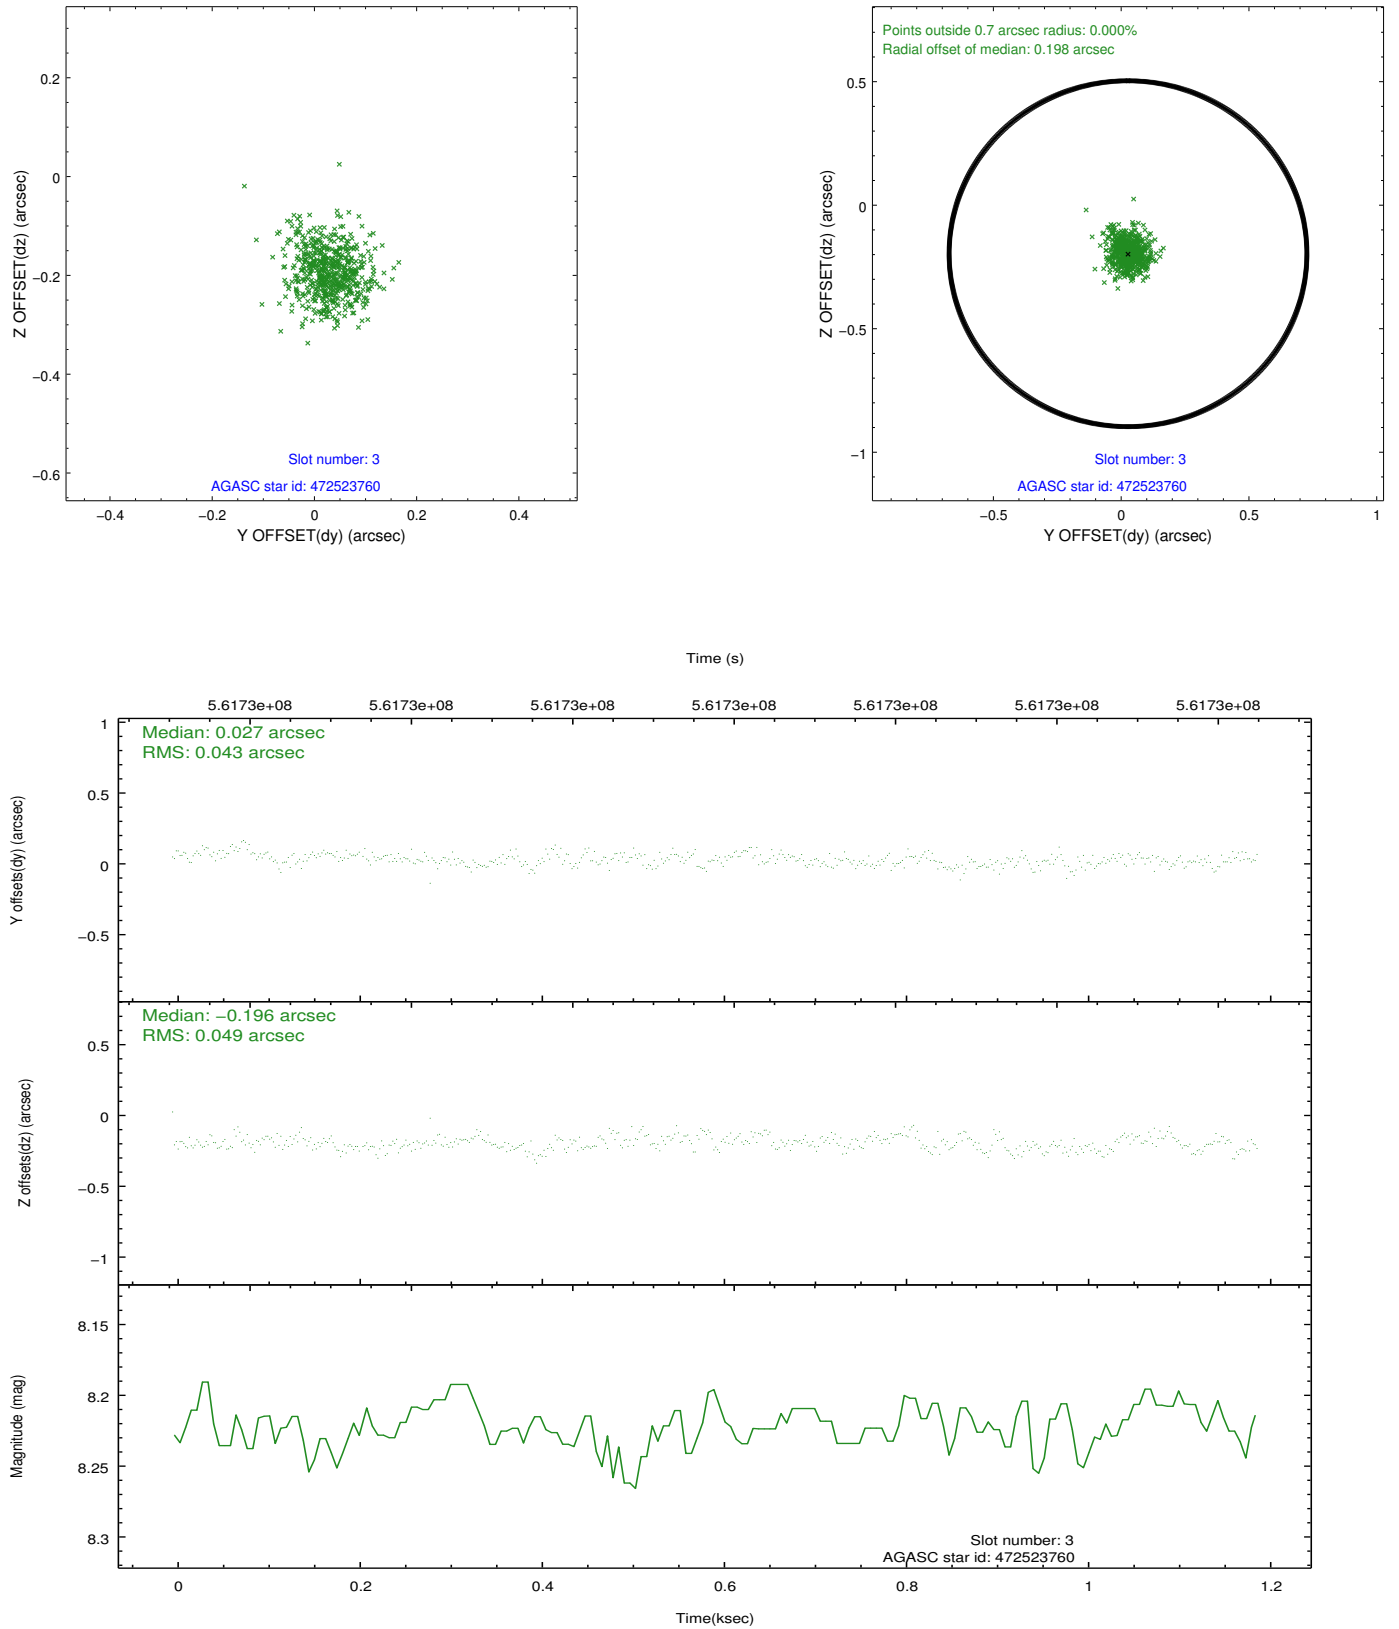 0.2
0
−0.2
−0.4
−0.6
Z OFFSET(dz) (arcsec)
Slot number: 3
AGASC star id: 472523760
−0.4 −0.2 0 0.2 0.4
Y OFFSET(dy) (arcsec)
Points outside 0.7 arcsec radius: 0.000%
Radial offset of median: 0.198 arcsec
0.5
0
−0.5
−1
Z OFFSET(dz) (arcsec)
Slot number: 3
AGASC star id: 472523760
−0.5 0 0.5 1
Y OFFSET(dy) (arcsec)
Time (s)
5.6173e+08 5.6173e+08 5.6173e+08 5.6173e+08 5.6173e+08 5.6173e+08 5.6173e+08
Median: 0.027 arcsec
RMS: 0.043 arcsec
1
0.5
0
−0.5
Y offsets(dy) (arcsec)
Median: −0.196 arcsec
RMS: 0.049 arcsec
0.5
0
−0.5
−1
Z offsets(dz) (arcsec)
8.15
8.2
8.25
8.3
Magnitude (mag)
Slot number: 3
AGASC star id: 472523760
0 0.2 0.4 0.6 0.8 1 1.2
Time(ksec)